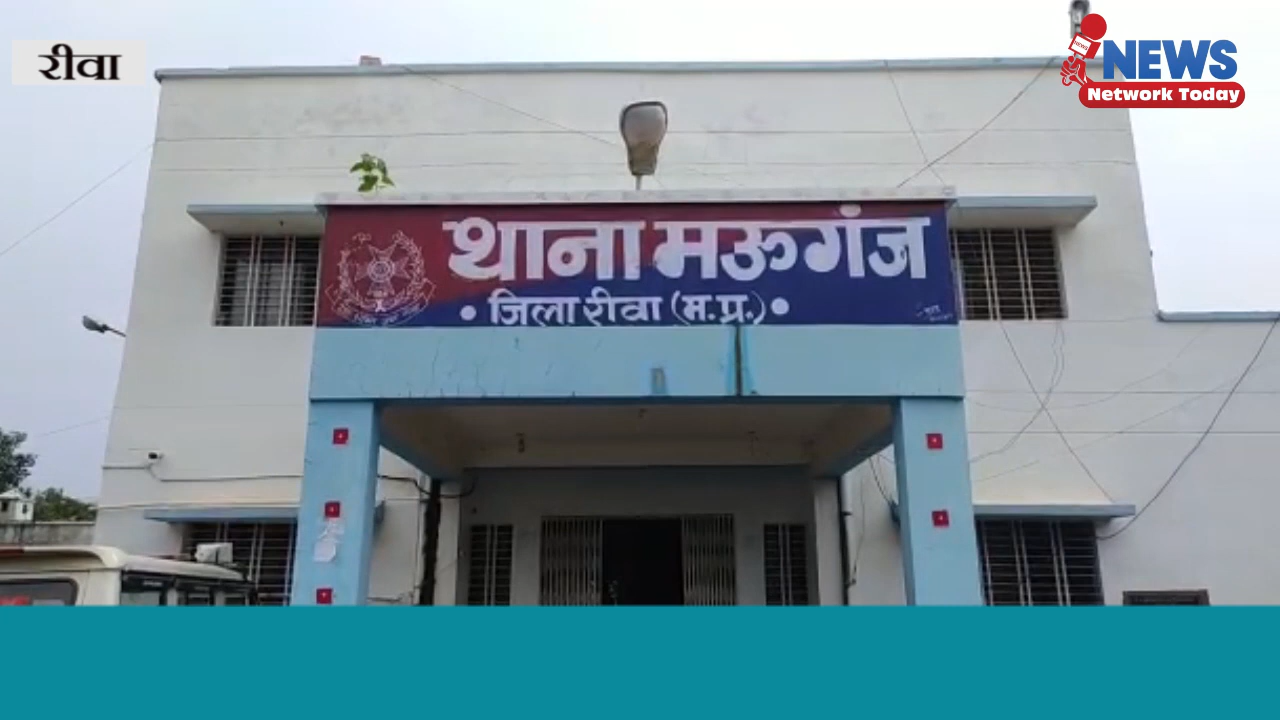 रीवा
NEWS
Network Today
थाना मऊगंज
• जिला रीवा (म.प्र.) •